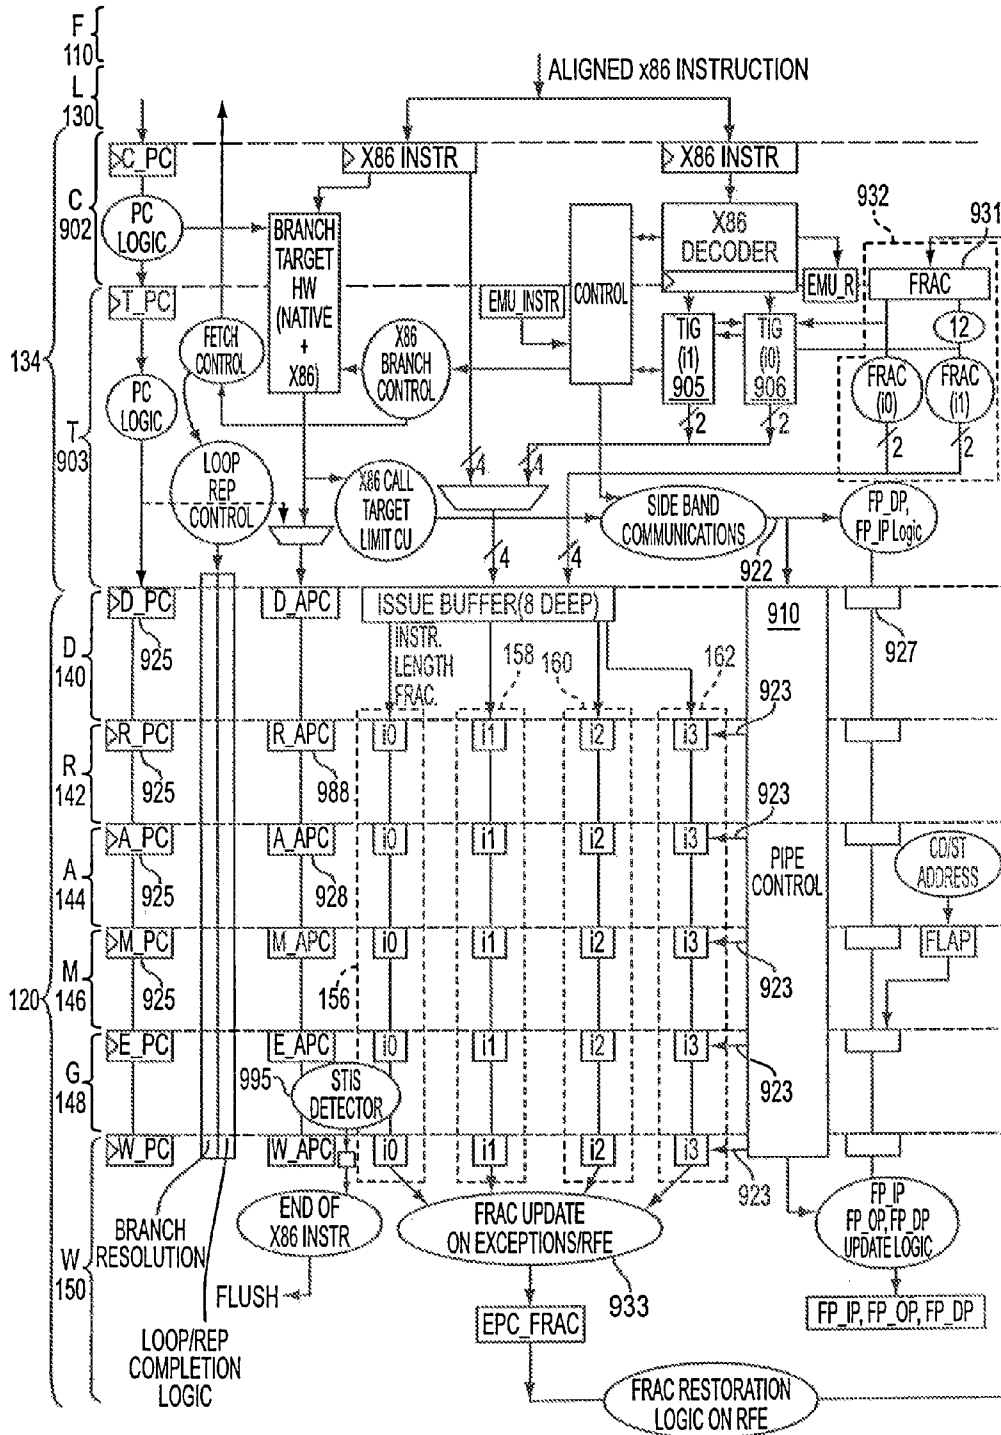 F
110
L
130
134
C
902
T
903
ALIGNED x86 INSTRUCTION
C_PC
X86 INSTR
X86 INSTR
PC
LOGIC
BRANCH
TARGET
HW
(NATIVE
+
X86)
CONTROL
X86
DECODER
932
931
FRAC
EMU_R
T_PC
EMU_INSTR
FETCH
CONTROL
X86
BRANCH
CONTROL
TIG
(i1)
905
TIG
(i0)
906
12
FRAC
(i0)
FRAC
(i1)
PC
LOGIC
2
2
2
2
LOOP
REP
CONTROL
X86 CALL
TARGET
LIMIT CU
4
4
SIDE BAND
COMMUNICATIONS
FP_DP,
FP_IP Logic
4
4
922
120
D
140
D_PC
925
D_APC
ISSUE BUFFER(8 DEEP)
910
927
INSTR.
LENGTH
FRAC.
158
160
162
923
R
142
R_PC
925
R_APC
988
i0
i1
i2
i3
923
A
144
A_PC
925
A_APC
928
i0
i1
i2
i3
PIPE
CONTROL
CD/ST
ADDRESS
M
146
M_PC
925
M_APC
156
i0
i1
i2
i3
923
FLAP
G
148
E_PC
E_APC
i0
i1
i2
i3
923
995
STIS
DETECTOR
W
150
W_PC
W_APC
i0
i1
i2
i3
923
BRANCH
RESOLUTION
END OF
X86 INSTR
FRAC UPDATE
ON EXCEPTIONS/RFE
933
FP_IP
FP_OP, FP_DP
UPDATE LOGIC
FLUSH
EPC_FRAC
FP_IP, FP_OP, FP_DP
LOOP/REP
COMPLETION
LOGIC
FRAC RESTORATION
LOGIC ON RFE